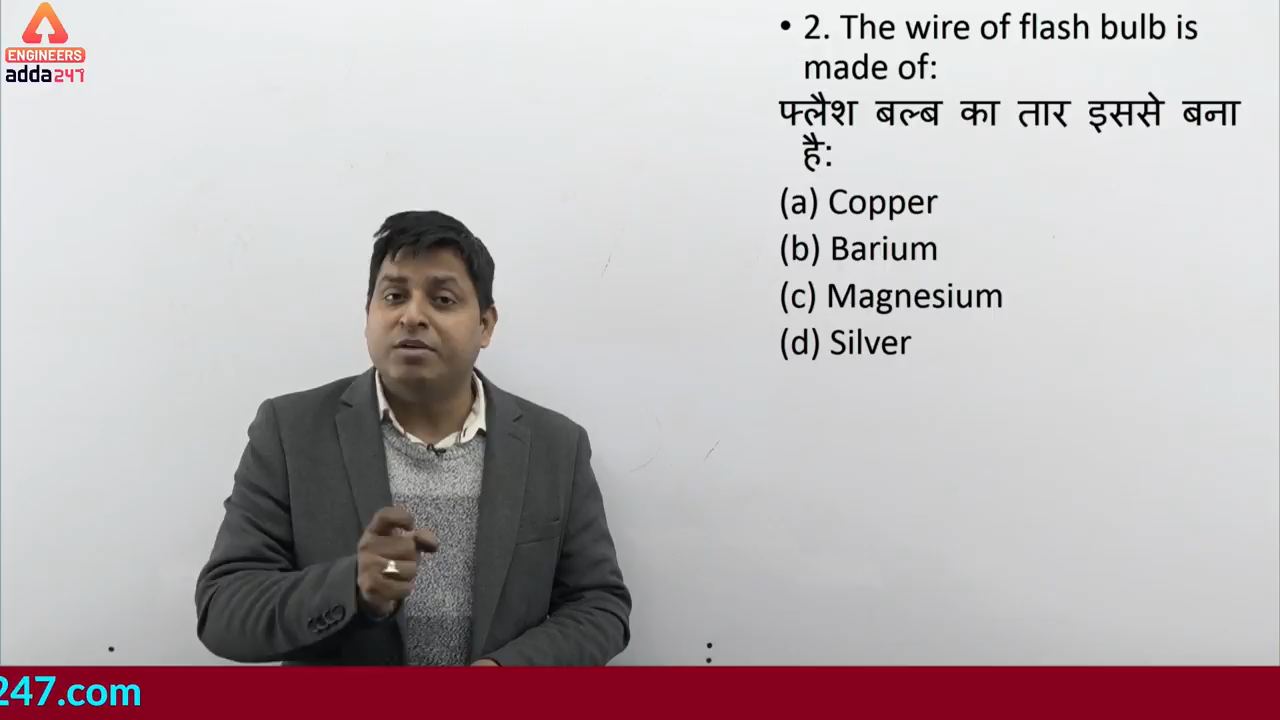 ENGINEERS
adda247
• 2. The wire of flash bulb is
made of:
फ्लैश बल्ब का तार इससे बना
है:
(a) Copper
(b) Barium
(c) Magnesium
(d) Silver
247.com